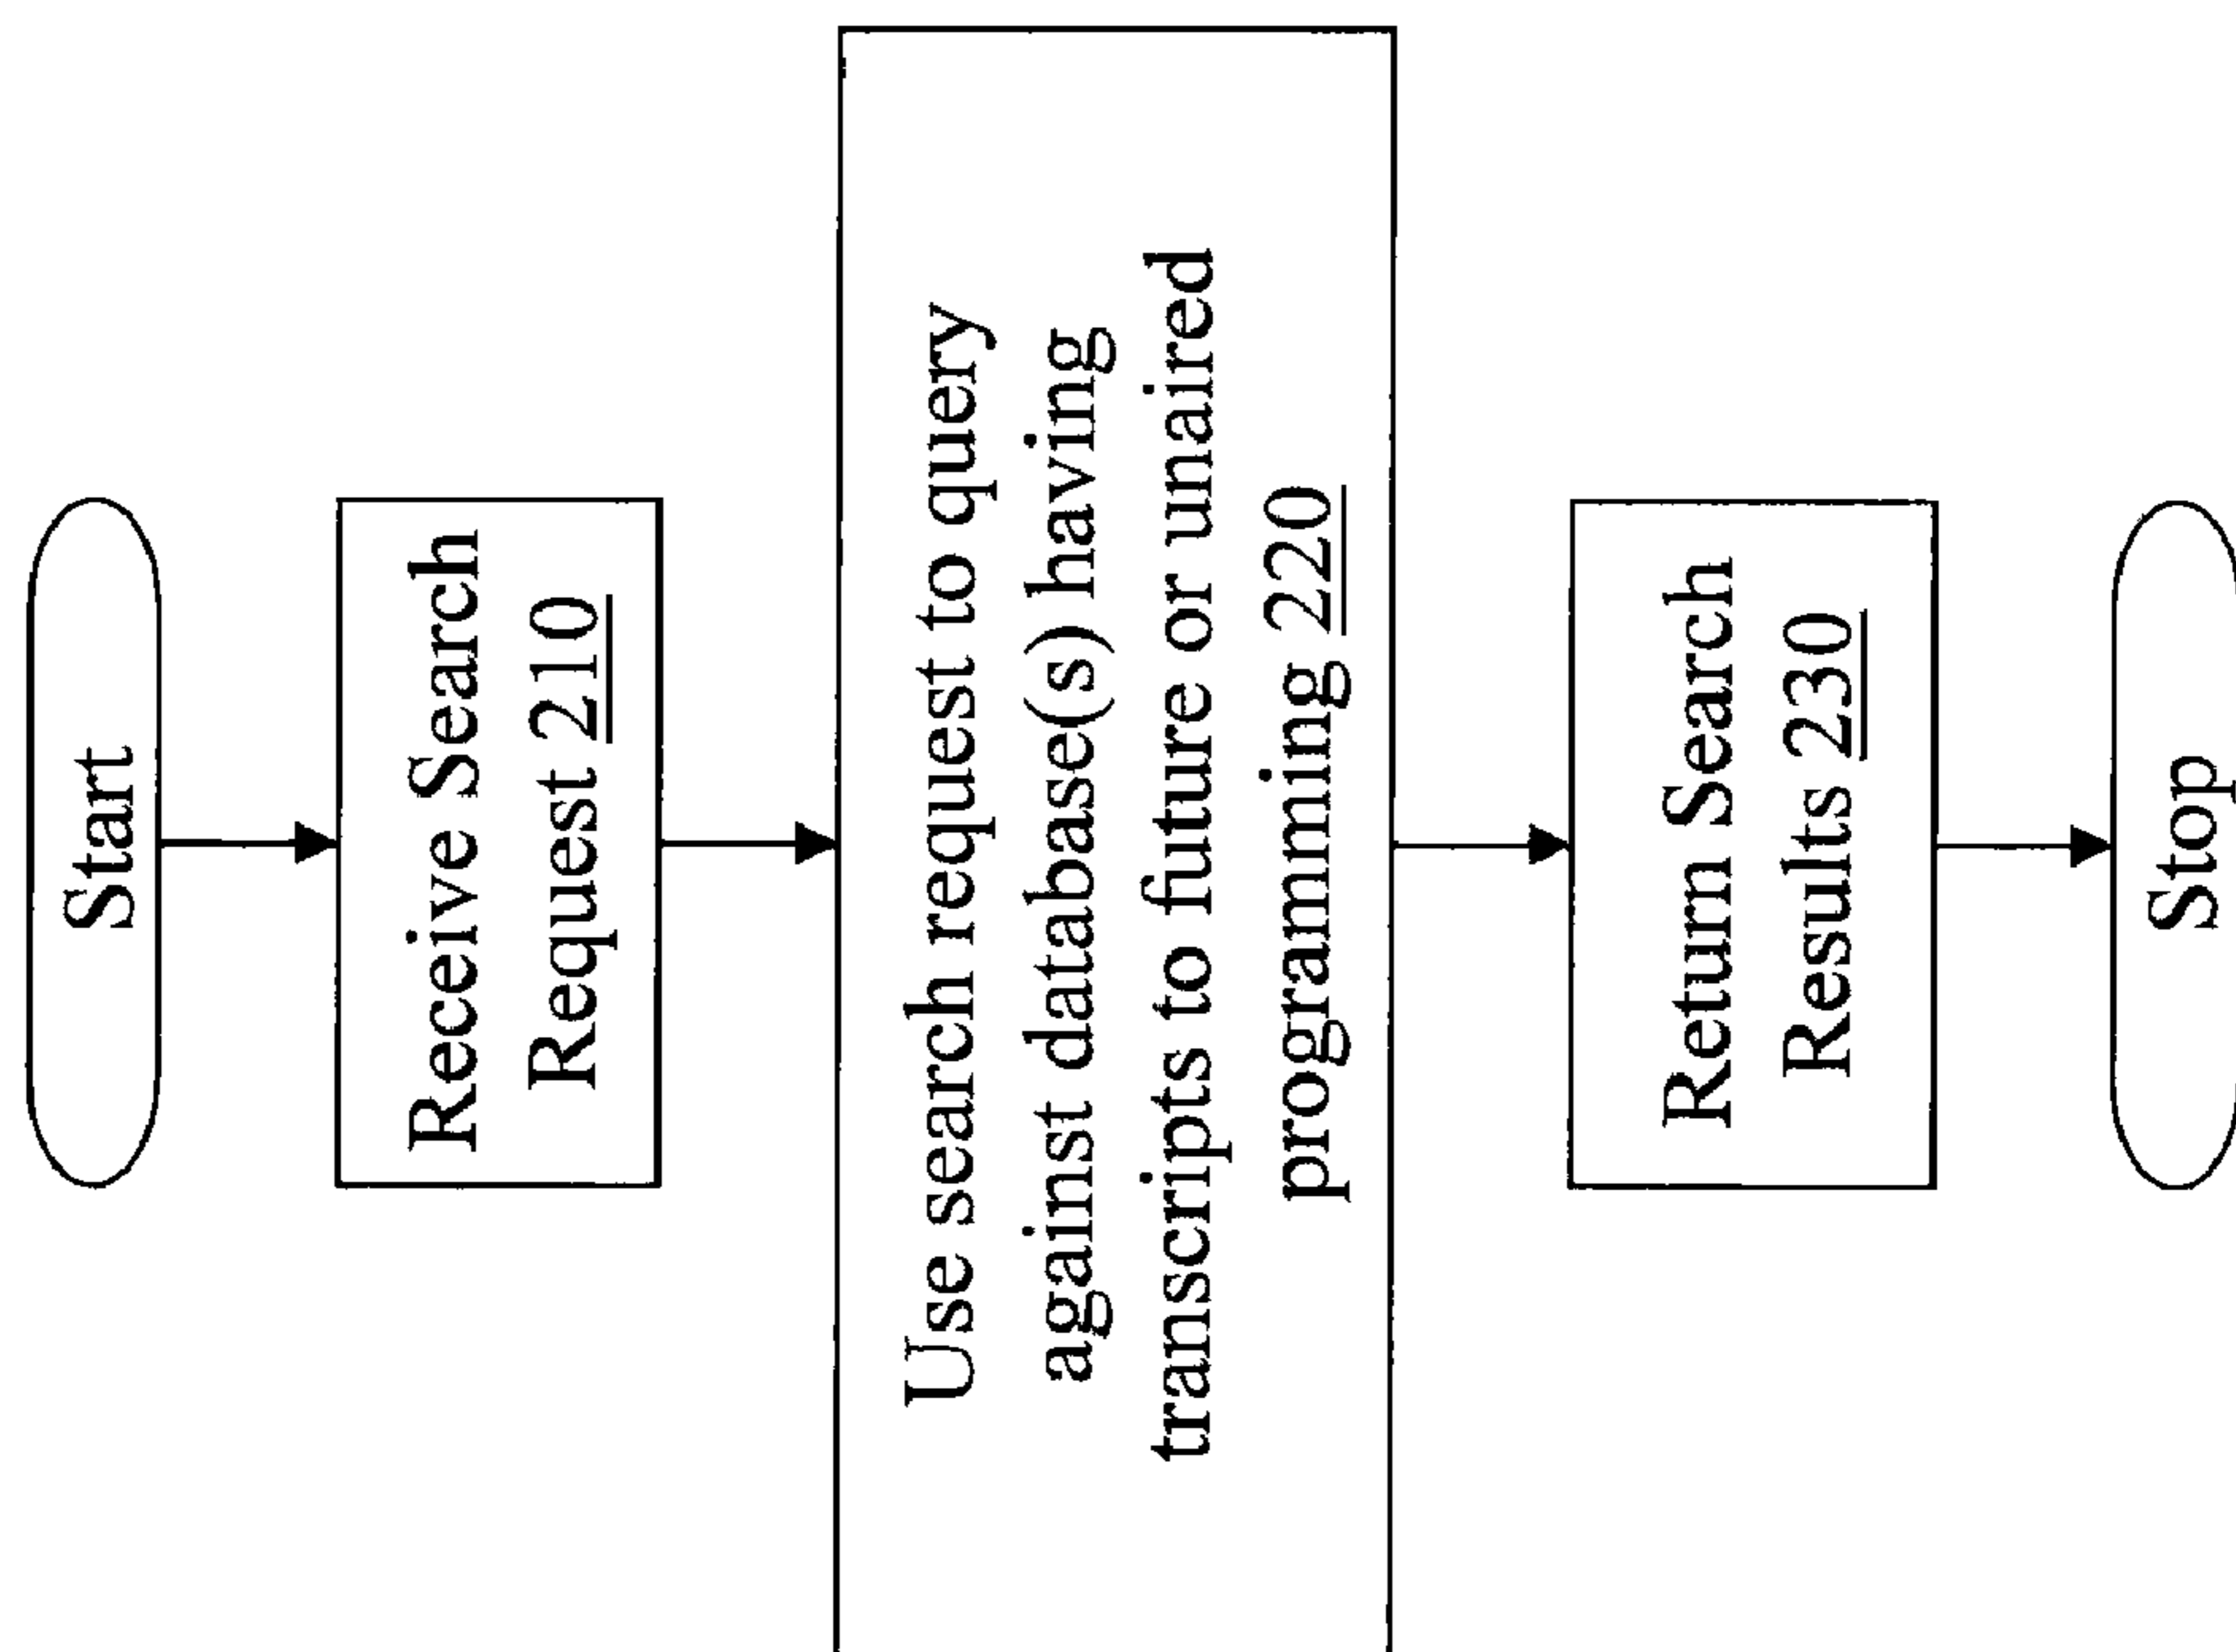 Start
Receive Search
Request 210
Use search request to query
against database(s) having
transcripts to future or unaired
programming 220
Return Search
Results 230
Stop